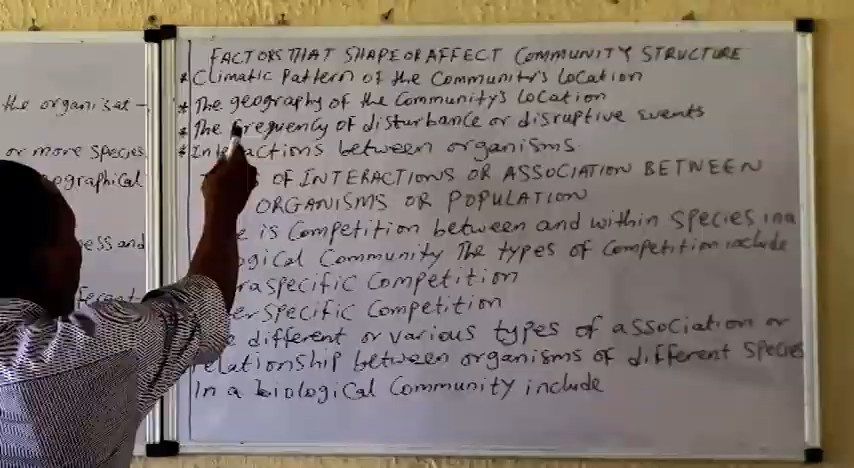 the organisat-
or more species
ographical
ess and
ferent
FACTORS THAT SHAPE OR AFFECT COMMUNITY STRUCTURE
* Climatic Pattern of the Community's Location
* The geography of the Community's Location
* The frequency of disturbance or disruptive events
* Interactions between organisms
OF INTERACTIONS OR ASSOCIATION BETWEEN
ORGANISMS OR POPULATION
e is Competition between and within Species in a
ogical Community The types of Competition include
raspecific Competition
erspecific Competition
e different or various types of association or
relationship between organisms of different species
In a biological Community include